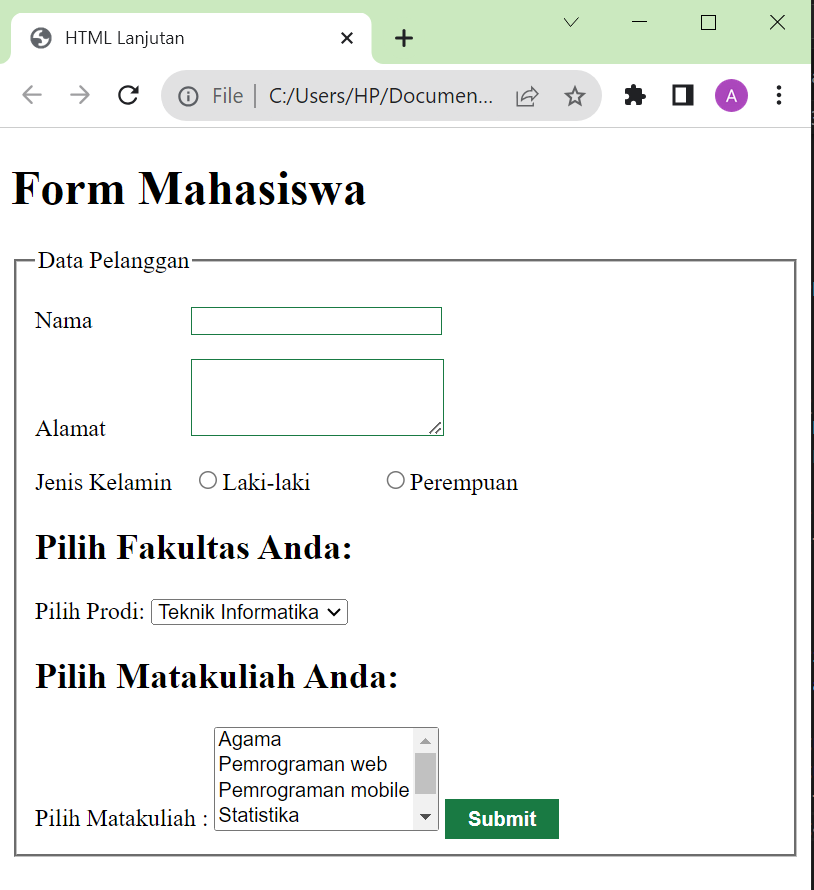 HTML Lanjutan
File | C:/Users/HP/Documen...
A
Form Mahasiswa
Data Pelanggan
Nama
Alamat
Jenis Kelamin Laki-laki Perempuan
Pilih Fakultas Anda:
Pilih Prodi: Teknik Informatika
Pilih Matakuliah Anda:
Agama
Pemrograman web
Pemrograman mobile
Statistika
Pilih Matakuliah : Submit